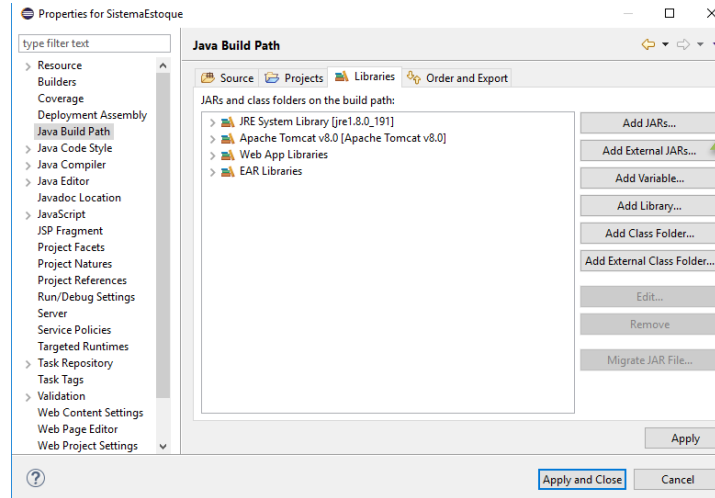 Properties for SistemaEstoque
type filter text
Java Build Path
Resource
Builders
Coverage
Deployment Assembly
Java Build Path
Java Code Style
Java Compiler
Java Editor
Javadoc Location
JavaScript
JSP Fragment
Project Facets
Project Natures
Project References
Run/Debug Settings
Server
Service Policies
Targeted Runtimes
Task Repository
Task Tags
Validation
Web Content Settings
Web Page Editor
Web Project Settings
Source Projects Libraries Order and Export
JARs and class folders on the build path:
JRE System Library [jre1.8.0_191]
Apache Tomcat v8.0 [Apache Tomcat v8.0]
Web App Libraries
EAR Libraries
Add JARs...
Add External JARs...
Add Variable...
Add Library...
Add Class Folder...
Add External Class Folder...
Edit...
Remove
Migrate JAR File...
Apply
?
Apply and Close Cancel